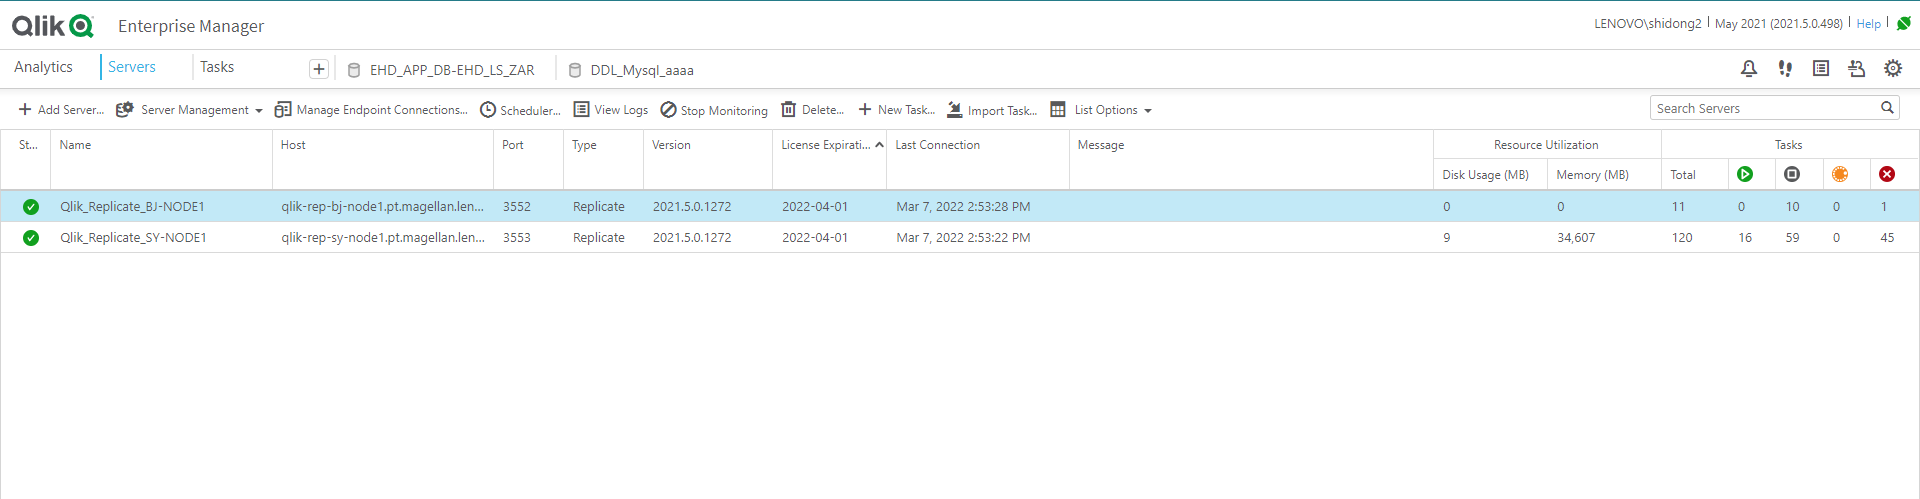 Qlik Enterprise Manager LENOVO\shidong2 May 2021 (2021.5.0.498) Help
Analytics Servers Tasks EHD_APP_DB-EHD_LS_ZAR DDL_Mysql_aaaa
Add Server... Server Management Manage Endpoint Connections... Scheduler... View Logs Stop Monitoring Delete... New Task... Import Task... List Options Search Servers
St... Name Host Port Type Version License Expirati... Last Connection Message Resource Utilization Tasks
Disk Usage (MB) Memory (MB) Total
Qlik_Replicate_BJ-NODE1 qlik-rep-bj-node1.pt.magellan.len... 3552 Replicate 2021.5.0.1272 2022-04-01 Mar 7, 2022 2:53:28 PM 0 0 11 0 10 0 1
Qlik_Replicate_SY-NODE1 qlik-rep-sy-node1.pt.magellan.len... 3553 Replicate 2021.5.0.1272 2022-04-01 Mar 7, 2022 2:53:22 PM 9 34,607 120 16 59 0 45